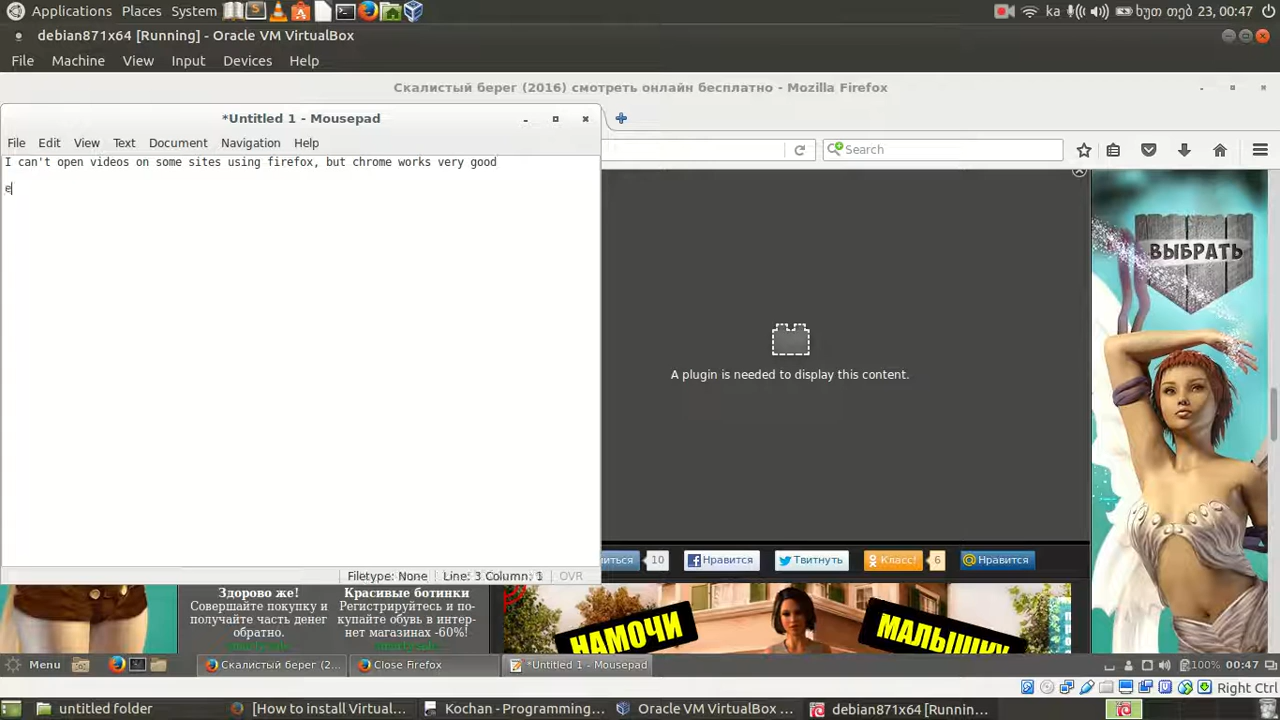 Applications Places System ka ხუთ თებ 23, 00:47
debian871x64 [Running] - Oracle VM VirtualBox
File Machine View Input Devices Help
Скалистый берег (2016) смотреть онлайн бесплатно - Mozilla Firefox
*Untitled 1 - Mousepad
Search
File Edit View Text Document Navigation Help
I can't open videos on some sites using firefox, but chrome works very good
e
ВЫБРАТЬ
A plugin is needed to display this content.
иться 10 Нравится Твитнуть Класс! 6 Нравится
Filetype: None Line: 3 Column: 1 OVR
Здорово же!
Совершайте покупку и
получайте часть денег
обратно.
Красивые ботинки
Регистрируйтесь и по-
купайте обувь в интер-
нет магазинах -60%!
НАМОЧИ МАЛЫШКУ
Menu Скалистый берег (2... Close Firefox *Untitled 1 - Mousepad 100% 00:47
Right Ctrl
untitled folder [How to install Virtual... Kochan - Programming... Oracle VM VirtualBox ... debian871x64 [Runnin...